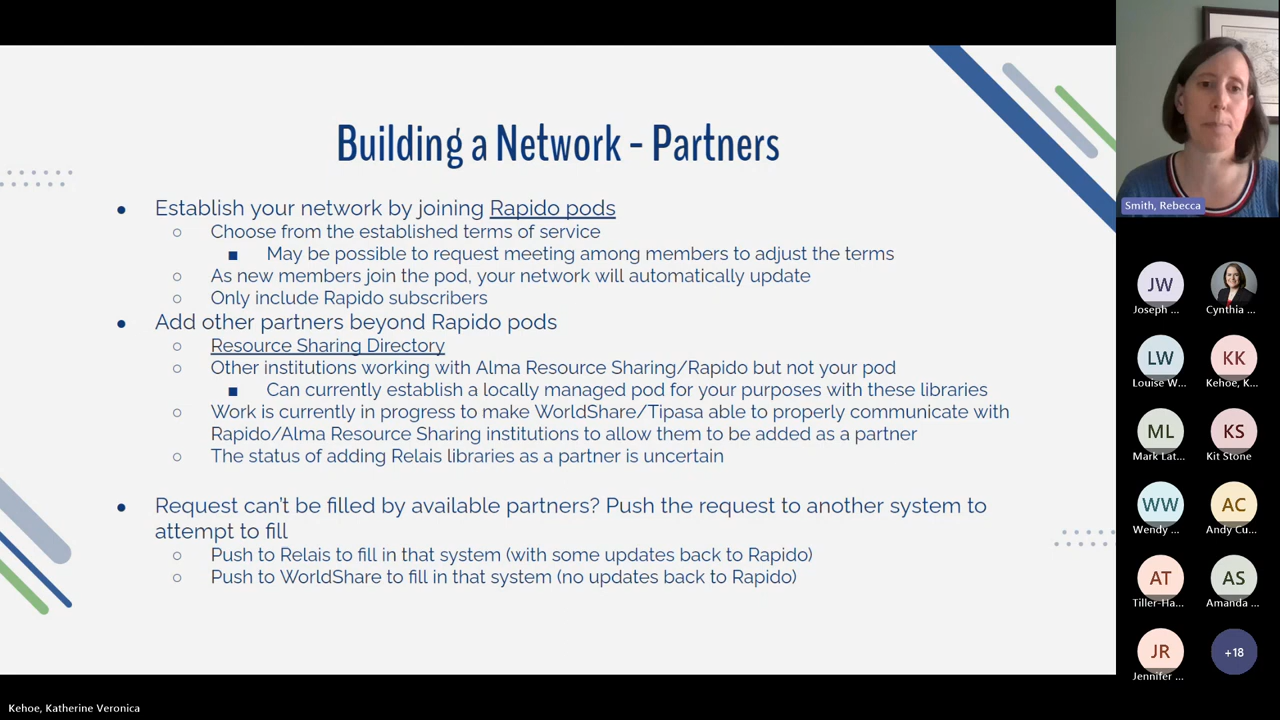 Building a Network - Partners
● Establish your network by joining Rapido pods
○ Choose from the established terms of service
■ May be possible to request meeting among members to adjust the terms
○ As new members join the pod, your network will automatically update
○ Only include Rapido subscribers
● Add other partners beyond Rapido pods
○ Resource Sharing Directory
○ Other institutions working with Alma Resource Sharing/Rapido but not your pod
■ Can currently establish a locally managed pod for your purposes with these libraries
○ Work is currently in progress to make WorldShare/Tipasa able to properly communicate with
Rapido/Alma Resource Sharing institutions to allow them to be added as a partner
○ The status of adding Relais libraries as a partner is uncertain
● Request can't be filled by available partners? Push the request to another system to
attempt to fill
○ Push to Relais to fill in that system (with some updates back to Rapido)
○ Push to WorldShare to fill in that system (no updates back to Rapido)
Smith, Rebecca
JW
Joseph ...
Cynthia ...
LW
Louise W...
KK
Kehoe, K...
ML
Mark Lat...
KS
Kit Stone
WW
Wendy ...
AC
Andy Cu...
AT
Tiller-Ha...
AS
Amanda ...
JR
Jennifer ...
+18
Kehoe, Katherine Veronica